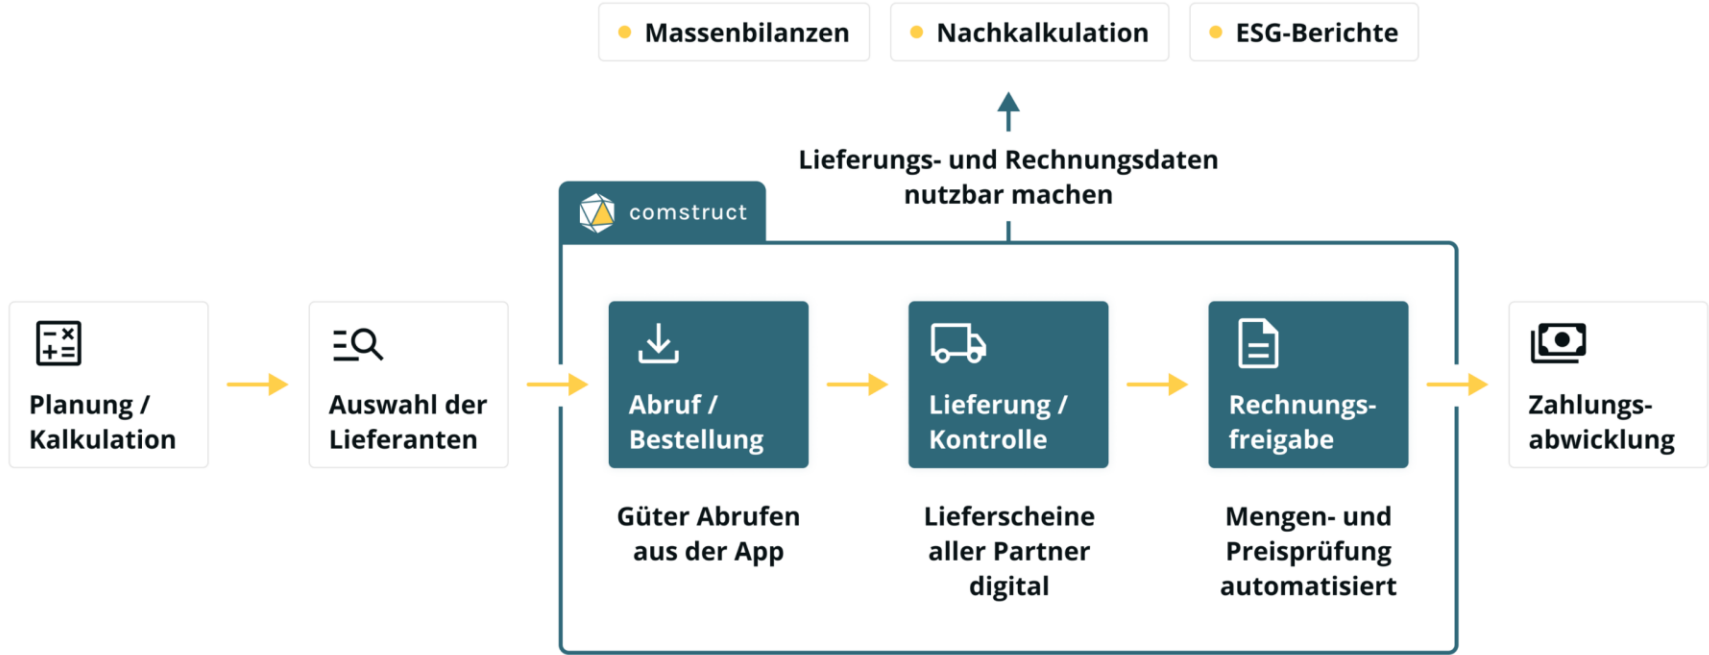 Massenbilanzen
Nachkalkulation
ESG-Berichte
Lieferungs- und Rechnungsdaten
nutzbar machen
comstruct
Planung /
Kalkulation
Auswahl der
Lieferanten
Abruf /
Bestellung
Lieferung /
Kontrolle
Rechnungs-
freigabe
Zahlungs-
abwicklung
Güter Abrufen
aus der App
Lieferscheine
aller Partner
digital
Mengen- und
Preisprüfung
automatisiert